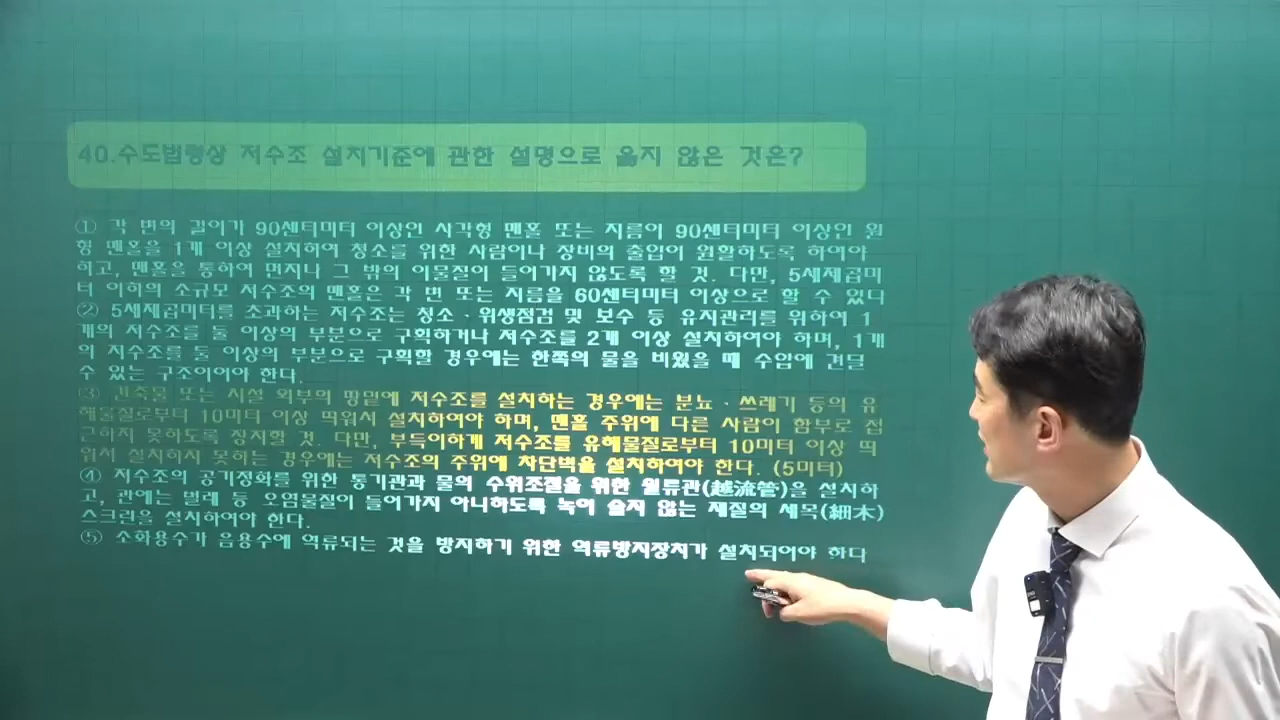 40.수도법령상 저수조 설치기준에 관한 설명으로 옳지 않은 것은?
① 각 변의 길이가 90센티미터 이상인 사각형 맨홀 또는 지름이 90센티미터 이상인 원
형 맨홀을 1개 이상 설치하여 청소를 위한 사람이나 장비의 출입이 원활하도록 하여야
하고, 맨홀을 통하여 먼지나 그 밖의 이물질이 들어가지 않도록 할 것. 다만, 5세제곱미
터 이하의 소규모 저수조의 맨홀은 각 변 또는 지름을 60센티미터 이상으로 할 수 있다
② 5세제곱미터를 초과하는 저수조는 청소ㆍ위생점검 및 보수 등 유지관리를 위하여 1
개의 저수조를 둘 이상의 부분으로 구획하거나 저수조를 2개 이상 설치하여야 하며, 1개
의 저수조를 둘 이상의 부분으로 구획할 경우에는 한쪽의 물을 비웠을 때 수압에 견딜
수 있는 구조이어야 한다.
③ 건축물 또는 시설 외부의 땅밑에 저수조를 설치하는 경우에는 분뇨ㆍ쓰레기 등의 유
해물질로부터 10미터 이상 띄워서 설치하여야 하며, 맨홀 주위에 다른 사람이 함부로 접
근하지 못하도록 장치할 것. 다만, 부득이하게 저수조를 유해물질로부터 10미터 이상 띄
워서 설치하지 못하는 경우에는 저수조의 주위에 차단벽을 설치하여야 한다. (5미터)
④ 저수조의 공기정화를 위한 통기관과 물의 수위조절을 위한 월류관(越流管)을 설치하
고, 관에는 벌레 등 오염물질이 들어가지 아니하도록 녹이 슬지 않는 재질의 세목(細木)
스크린을 설치하여야 한다.
⑤ 소화용수가 음용수에 역류되는 것을 방지하기 위한 역류방지장치가 설치되어야 한다